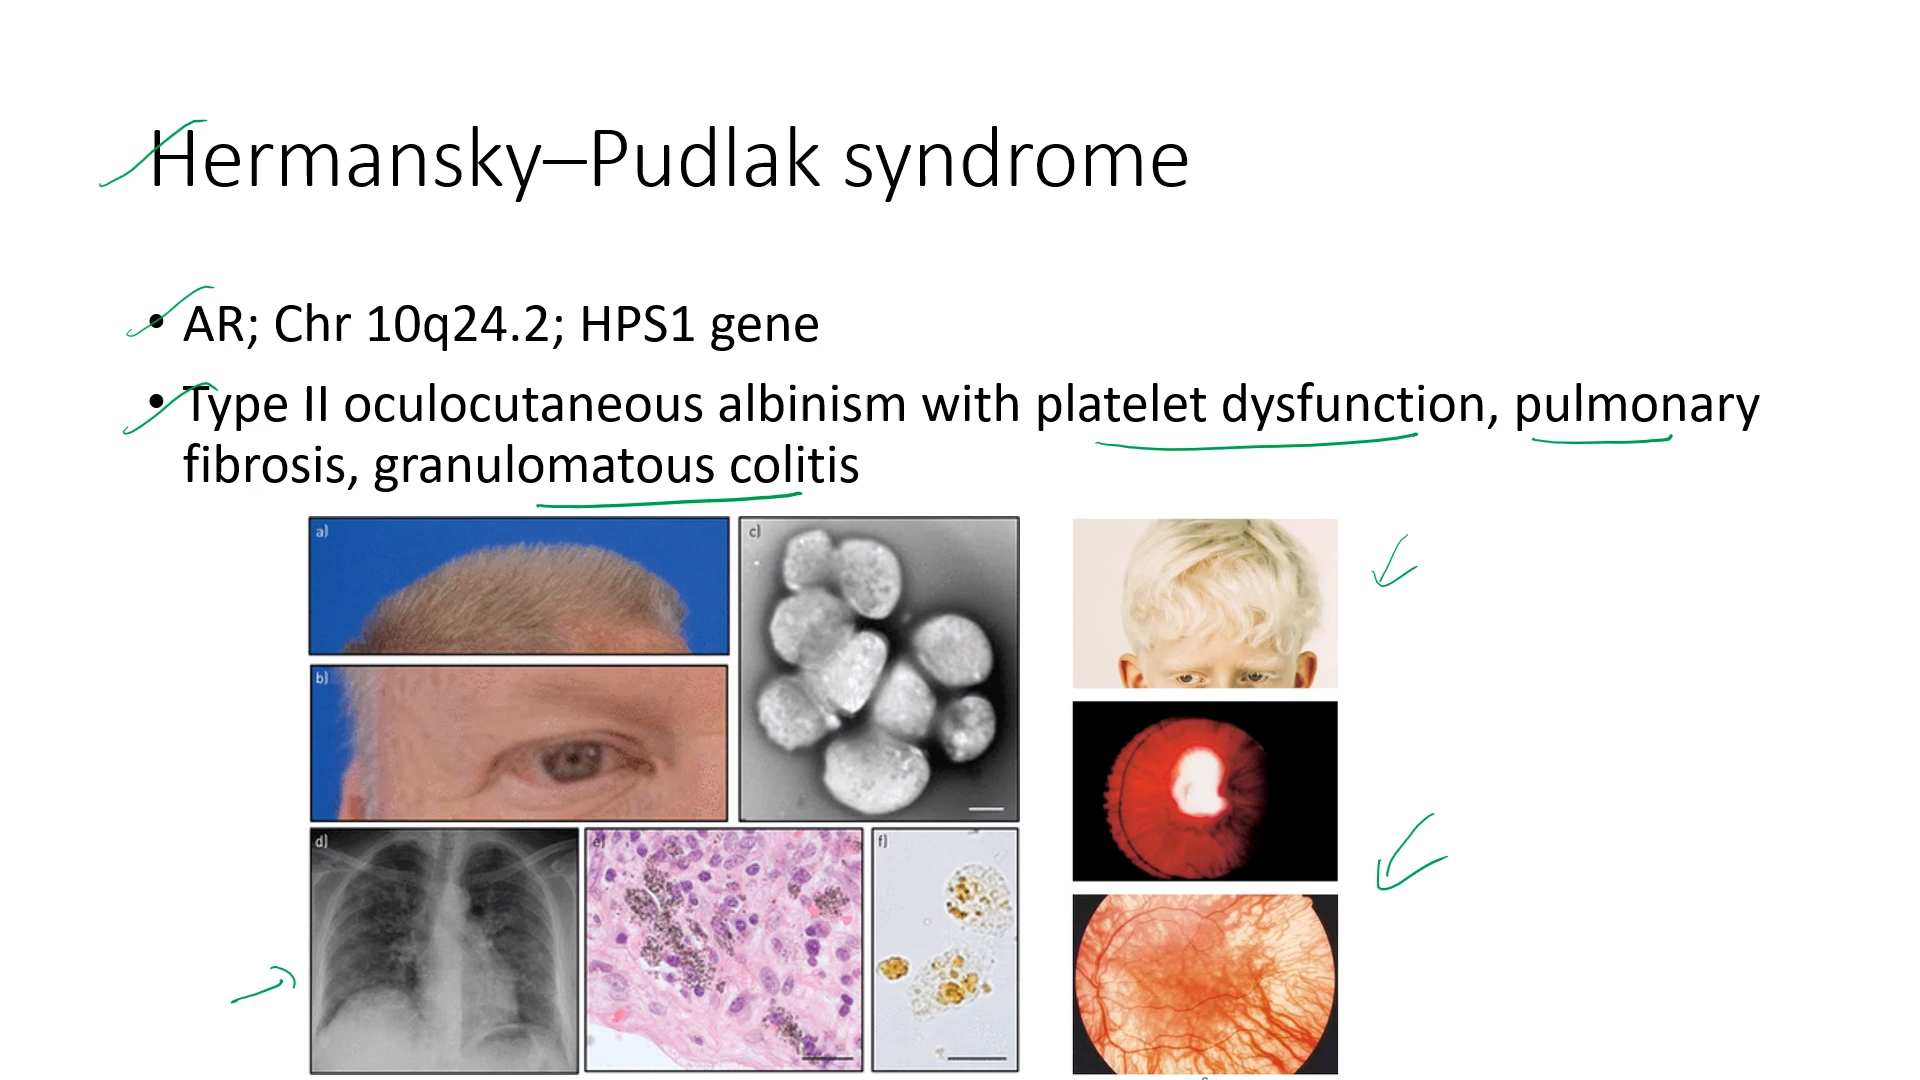 Hermansky–Pudlak syndrome
• AR; Chr 10q24.2; HPS1 gene
• Type II oculocutaneous albinism with platelet dysfunction, pulmonary
fibrosis, granulomatous colitis
a)
c)
b)
d)
e)
f)